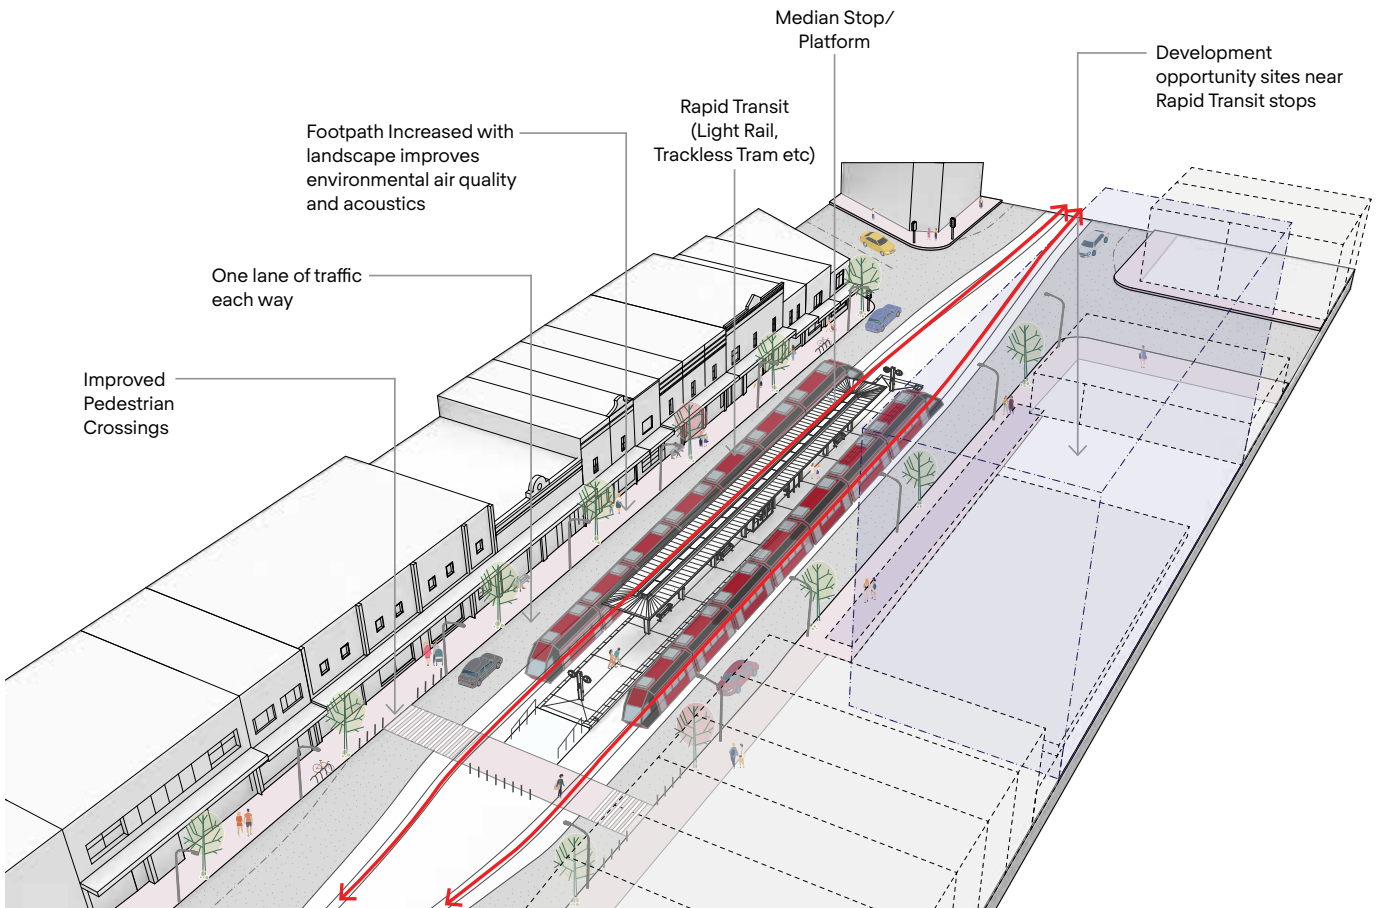 Median Stop/
Platform
Development
opportunity sites near
Rapid Transit stops
Rapid Transit
(Light Rail,
Trackless Tram etc)
Footpath Increased with
landscape improves
environmental air quality
and acoustics
One lane of traffic
each way
Improved
Pedestrian
Crossings